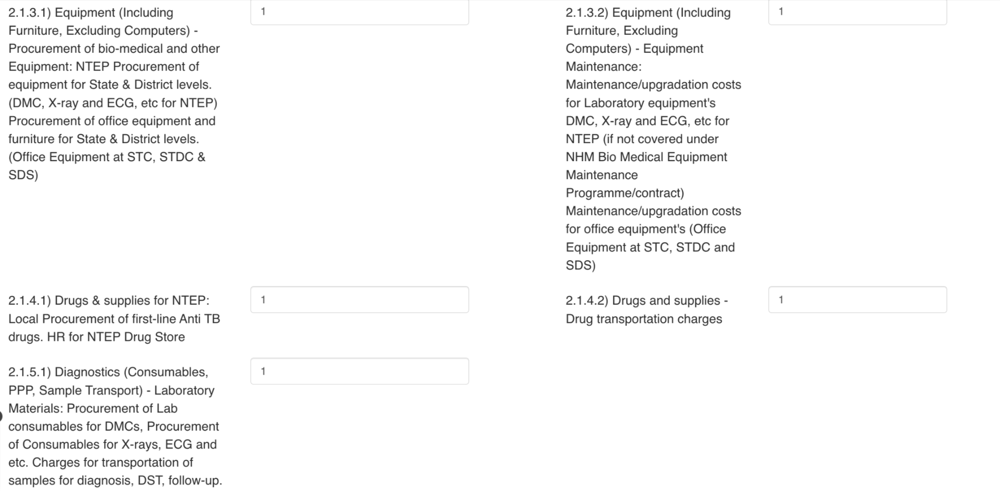 2.1.3.1) Equipment (Including
Furniture, Excluding Computers) -
Procurement of bio-medical and other
Equipment: NTEP Procurement of
equipment for State & District levels.
(DMC, X-ray and ECG, etc for NTEP)
Procurement of office equipment and
furniture for State & District levels.
(Office Equipment at STC, STDC &
SDS)
1
2.1.3.2) Equipment (Including
Furniture, Excluding
Computers) - Equipment
Maintenance:
Maintenance/upgradation costs
for Laboratory equipment's
DMC, X-ray and ECG, etc for
NTEP (if not covered under
NHM Bio Medical Equipment
Maintenance
Programme/contract)
Maintenance/upgradation costs
for office equipment's (Office
Equipment at STC, STDC and
SDS)
1
2.1.4.1) Drugs & supplies for NTEP:
Local Procurement of first-line Anti TB
drugs. HR for NTEP Drug Store
1
2.1.4.2) Drugs and supplies -
Drug transportation charges
1
2.1.5.1) Diagnostics (Consumables,
PPP, Sample Transport) - Laboratory
Materials: Procurement of Lab
consumables for DMCs, Procurement
of Consumables for X-rays, ECG and
etc. Charges for transportation of
samples for diagnosis, DST, follow-up.
1